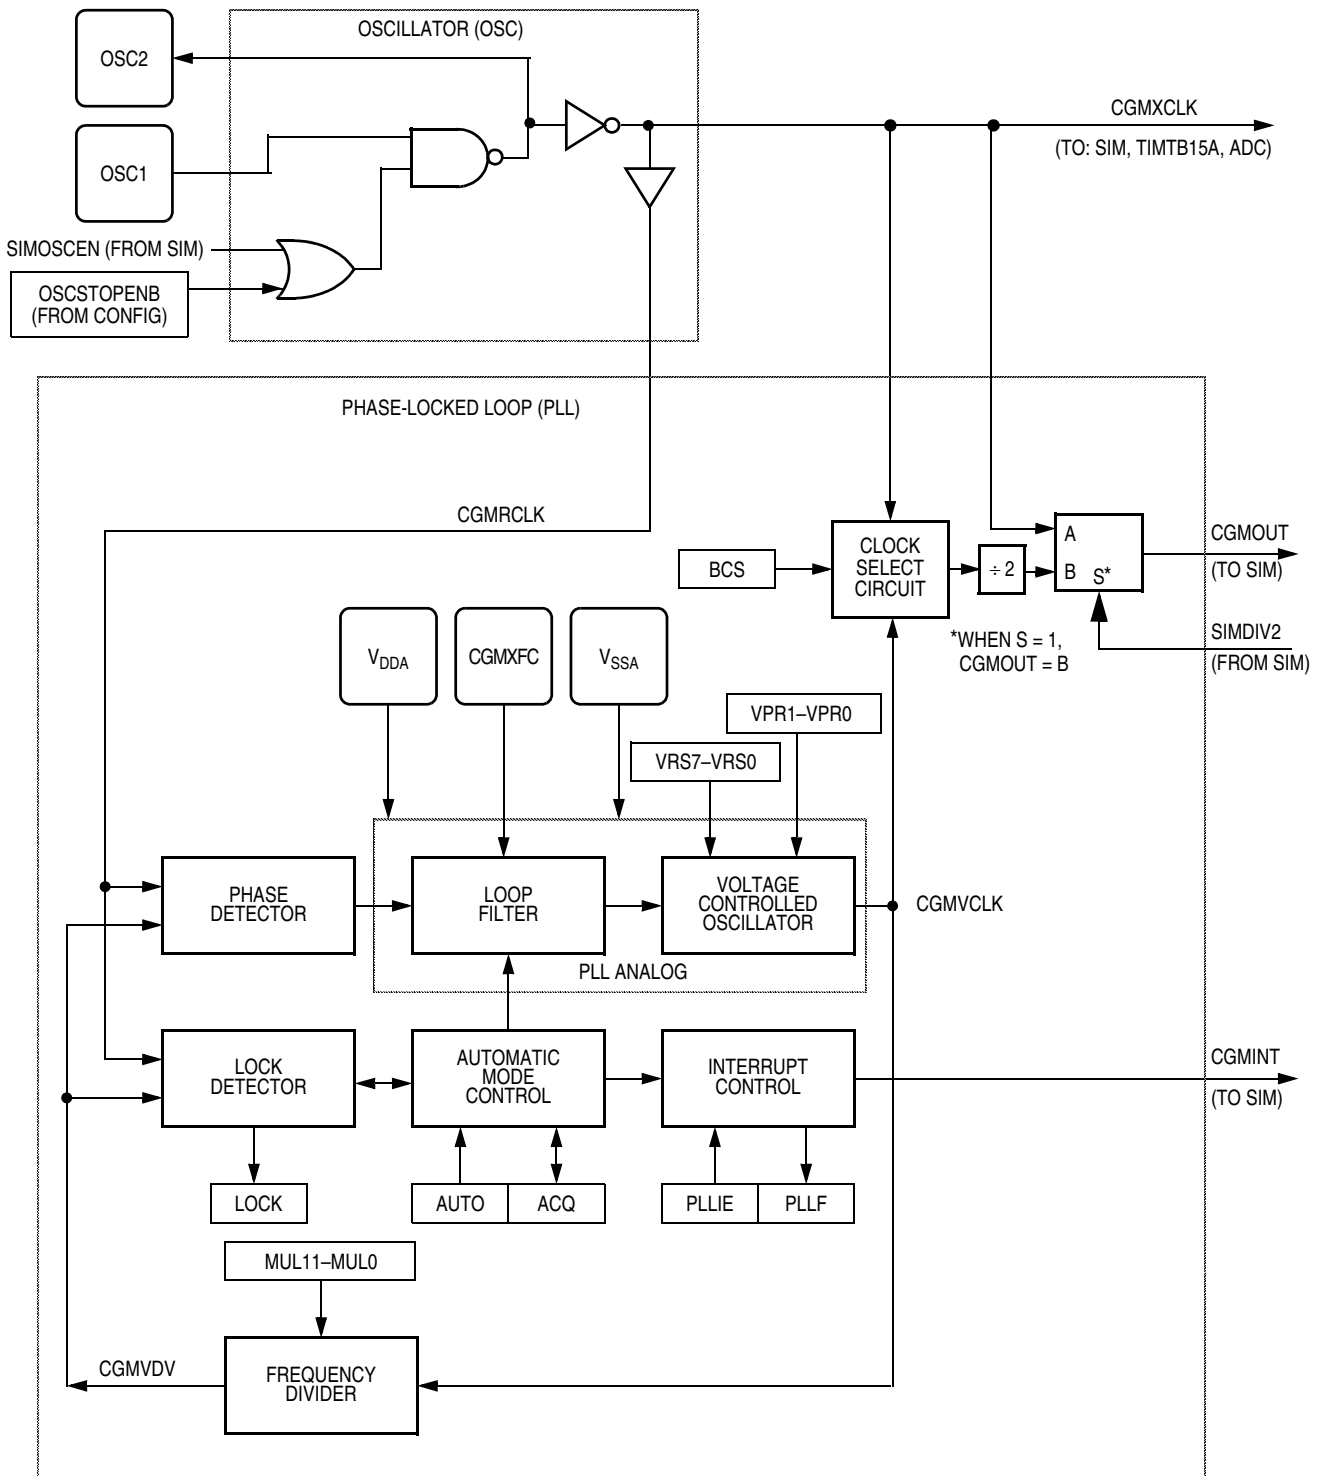 OSCILLATOR (OSC)
OSC2
CGMXCLK
(TO: SIM, TIMTB15A, ADC)
OSC1
SIMOSCEN (FROM SIM)
OSCSTOPENB
(FROM CONFIG)
PHASE-LOCKED LOOP (PLL)
CGMRCLK
BCS
CLOCK
SELECT
CIRCUIT
÷ 2
A
B
S*
CGMOUT
(TO SIM)
*WHEN S = 1,
CGMOUT = B
SIMDIV2
(FROM SIM)
VDDA
CGMXFC
VSSA
VPR1–VPR0
VRS7–VRS0
PHASE
DETECTOR
LOOP
FILTER
VOLTAGE
CONTROLLED
OSCILLATOR
CGMVCLK
PLL ANALOG
LOCK
DETECTOR
AUTOMATIC
MODE
CONTROL
INTERRUPT
CONTROL
CGMINT
(TO SIM)
LOCK
AUTO
ACQ
PLLIE
PLLF
MUL11–MUL0
CGMVDV
FREQUENCY
DIVIDER